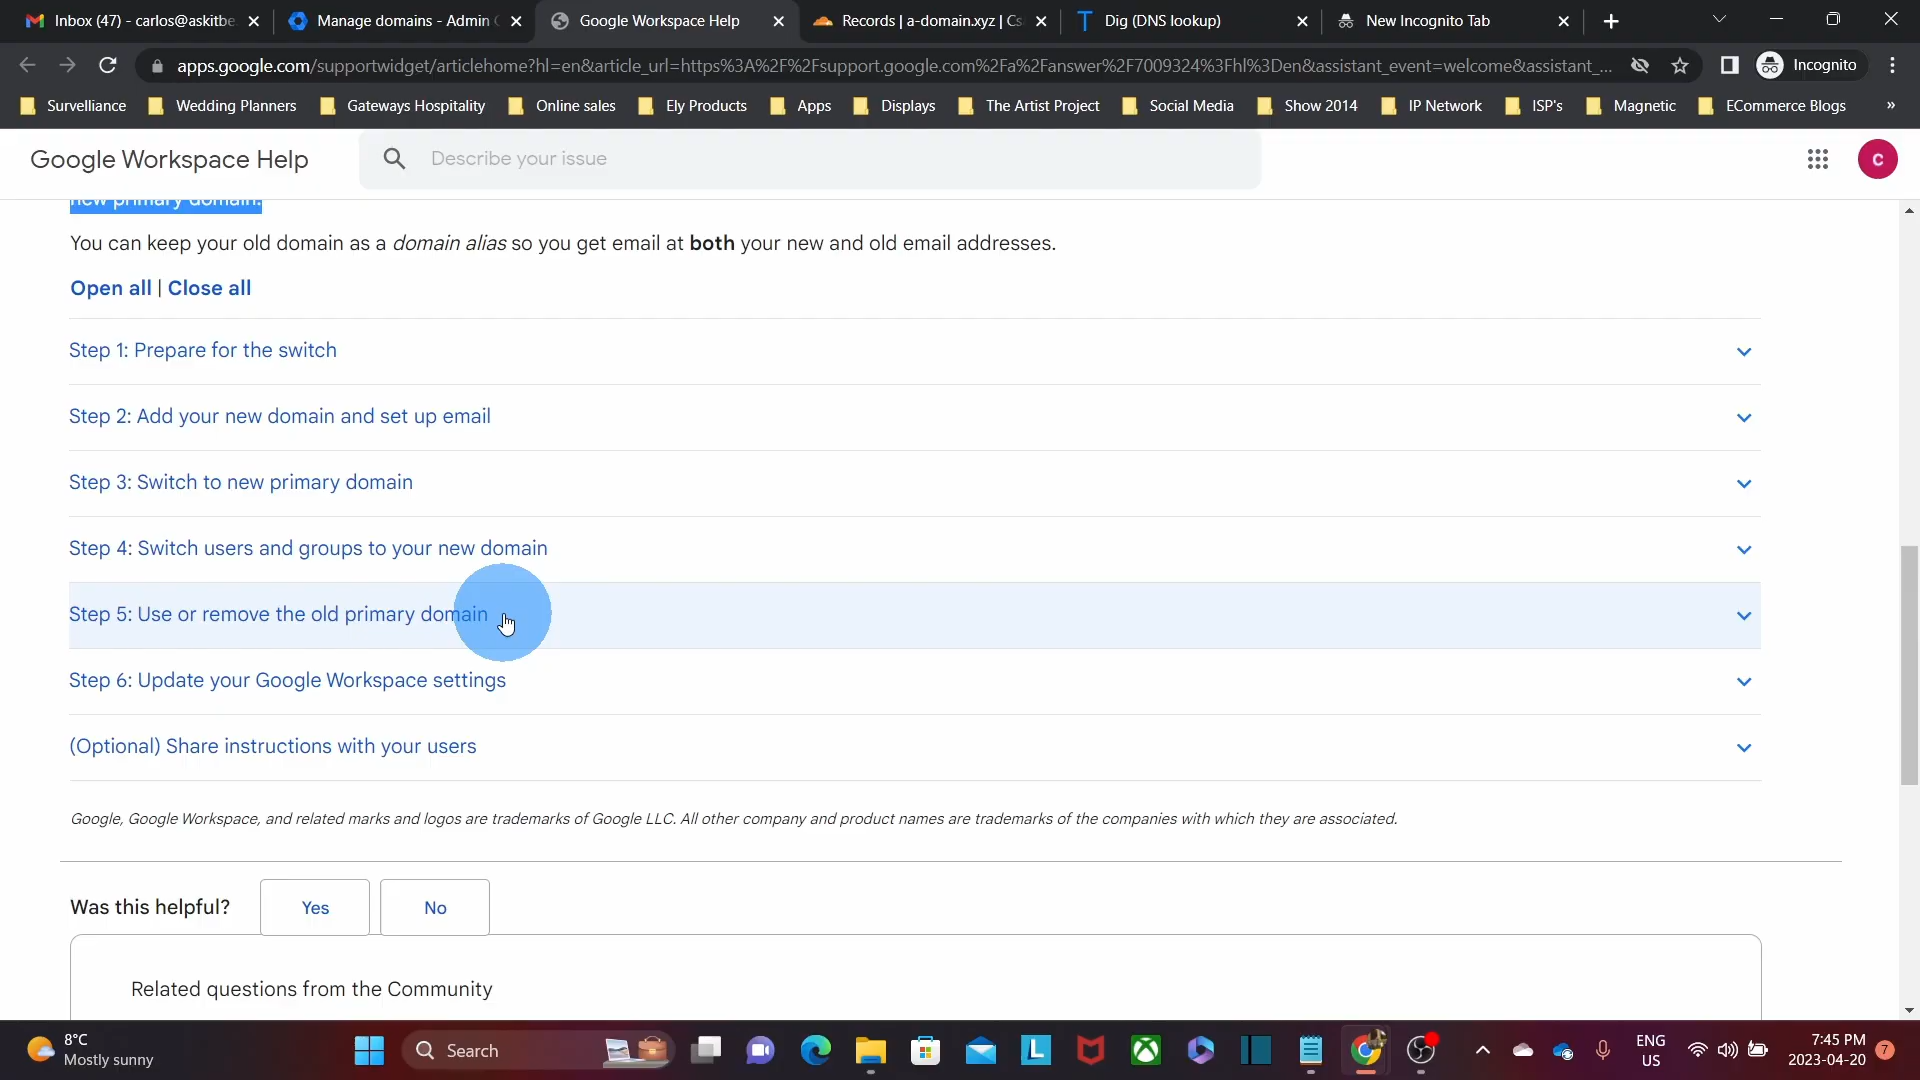 Inbox (47) - carlos@askitbe
Manage domains - Admin C
Google Workspace Help
Records | a-domain.xyz | Cs
Dig (DNS lookup)
New Incognito Tab
apps.google.com/supportwidget/articlehome?hl=en&article_url=https%3A%2F%2Fsupport.google.com%2Fa%2Fanswer%2F7009324%3Fhl%3Den&assistant_event=welcome&assistant_...
Incognito
Survelliance
Wedding Planners
Gateways Hospitality
Online sales
Ely Products
Apps
Displays
The Artist Project
Social Media
Show 2014
IP Network
ISP's
Magnetic
ECommerce Blogs
»
Google Workspace Help
Describe your issue
C
new primary domain.
You can keep your old domain as a domain alias so you get email at both your new and old email addresses.
Open all | Close all
Step 1: Prepare for the switch
Step 2: Add your new domain and set up email
Step 3: Switch to new primary domain
Step 4: Switch users and groups to your new domain
Step 5: Use or remove the old primary domain
Step 6: Update your Google Workspace settings
(Optional) Share instructions with your users
Google, Google Workspace, and related marks and logos are trademarks of Google LLC. All other company and product names are trademarks of the companies with which they are associated.
Was this helpful?
Yes
No
Related questions from the Community
8°C
Mostly sunny
Search
L
ENG
US
7:45 PM
2023-04-20
7